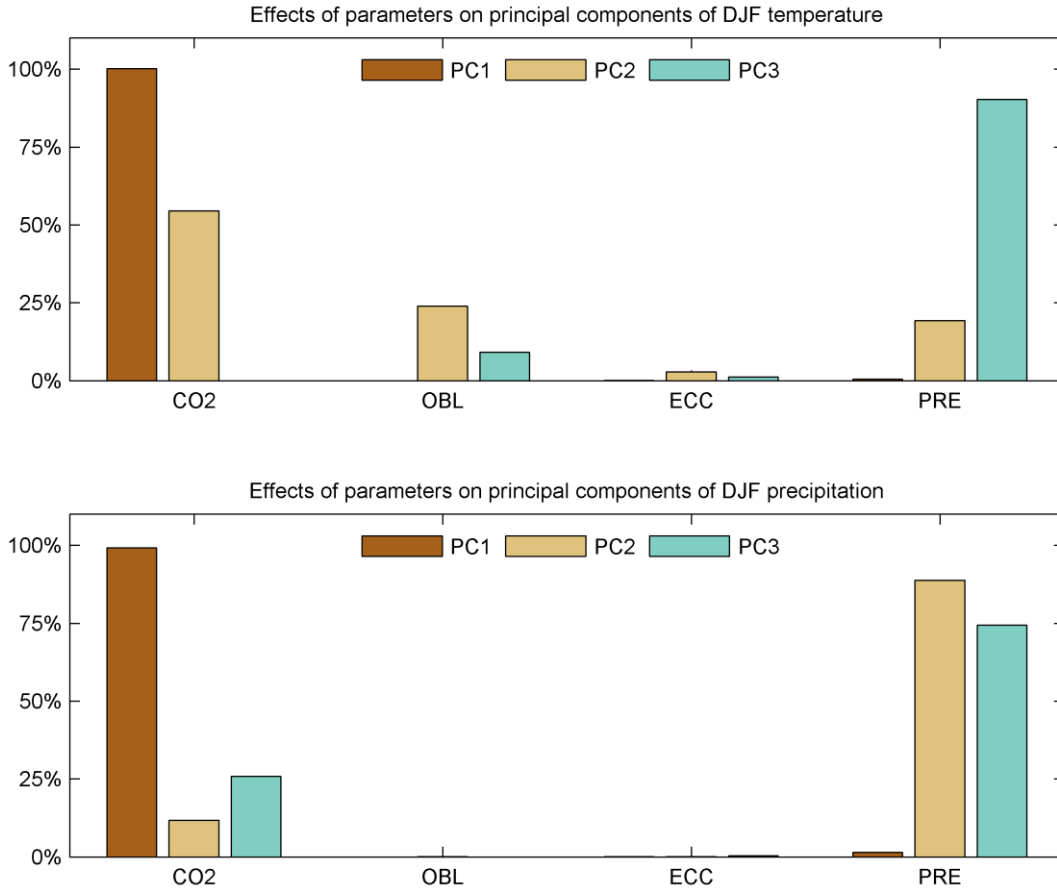 Effects of parameters on principal components of DJF temperature
100%
PC1 PC2 PC3
75%
50%
25%
0%
CO2 OBL ECC PRE
Effects of parameters on principal components of DJF precipitation
100%
PC1 PC2 PC3
75%
50%
25%
0%
CO2 OBL ECC PRE